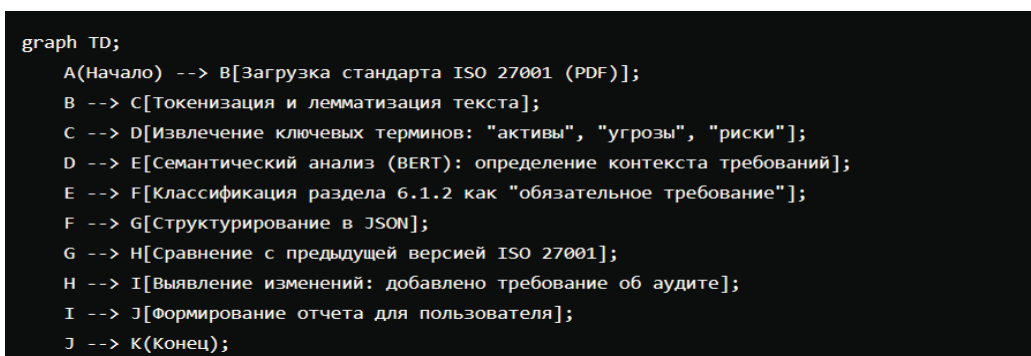 graph TD;
A(Начало) --> B[Загрузка стандарта ISO 27001 (PDF)];
B --> C[Токенизация и лемматизация текста];
C --> D[Извлечение ключевых терминов: "активы", "угрозы", "риски"];
D --> E[Семантический анализ (BERT): определение контекста требований];
E --> F[Классификация раздела 6.1.2 как "обязательное требование"];
F --> G[Структурирование в JSON];
G --> H[Сравнение с предыдущей версией ISO 27001];
H --> I[Выявление изменений: добавлено требование об аудите];
I --> J[Формирование отчета для пользователя];
J --> K(Конец);